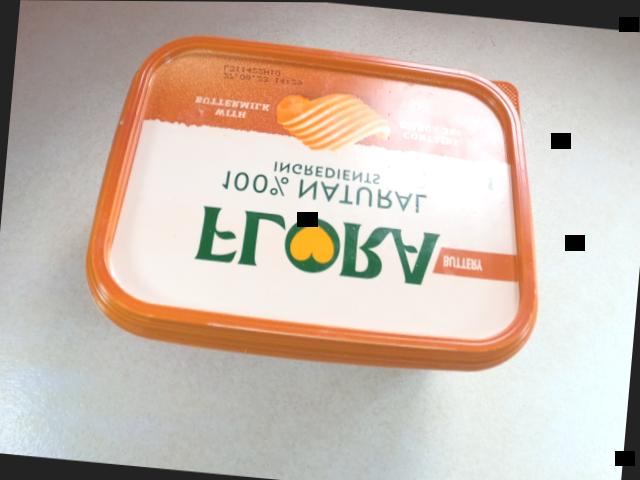 FLORA
BUTTERY
100% NATURAL
INGREDIENTS
WITH
BUTTERMILK